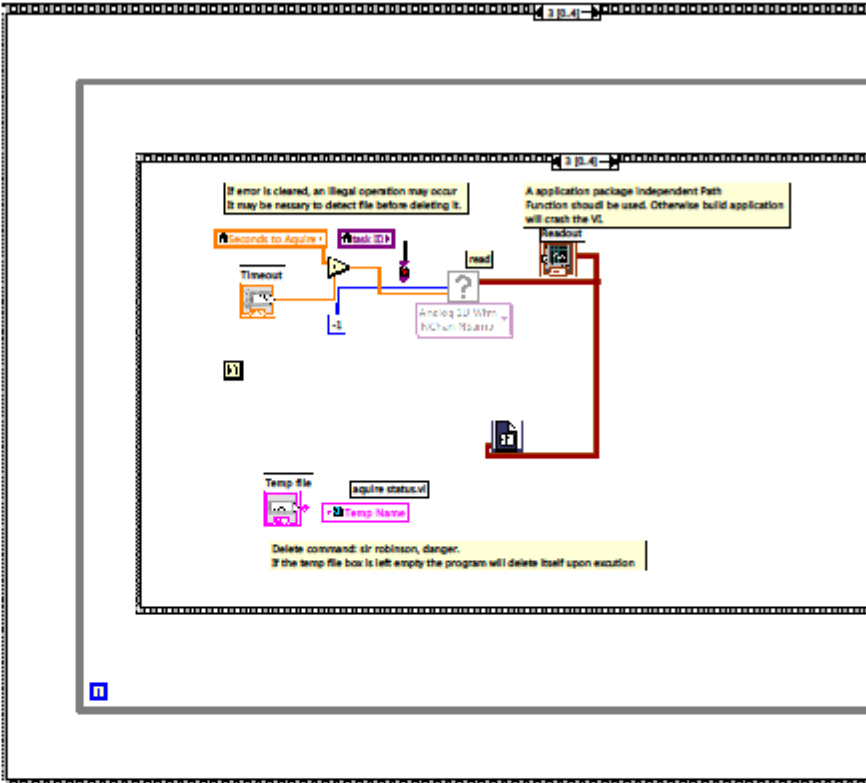 3 [0..4]
3 [0..4]
If error is cleared, an illegal operation may occur
It may be nessary to detect file before deleting it.
A application package independent Path
Function shoudl be used. Otherwise build application
will crash the VI.
Seconds to Aquire
task ID
Readout
read
Timeout
?
Analog 1D Wfm
NChan NSamp
-1
Temp file
aquire status.vi
Temp Name
Delete command: sir robinson, danger.
If the temp file box is left empty the program will delete itself upon excution
i